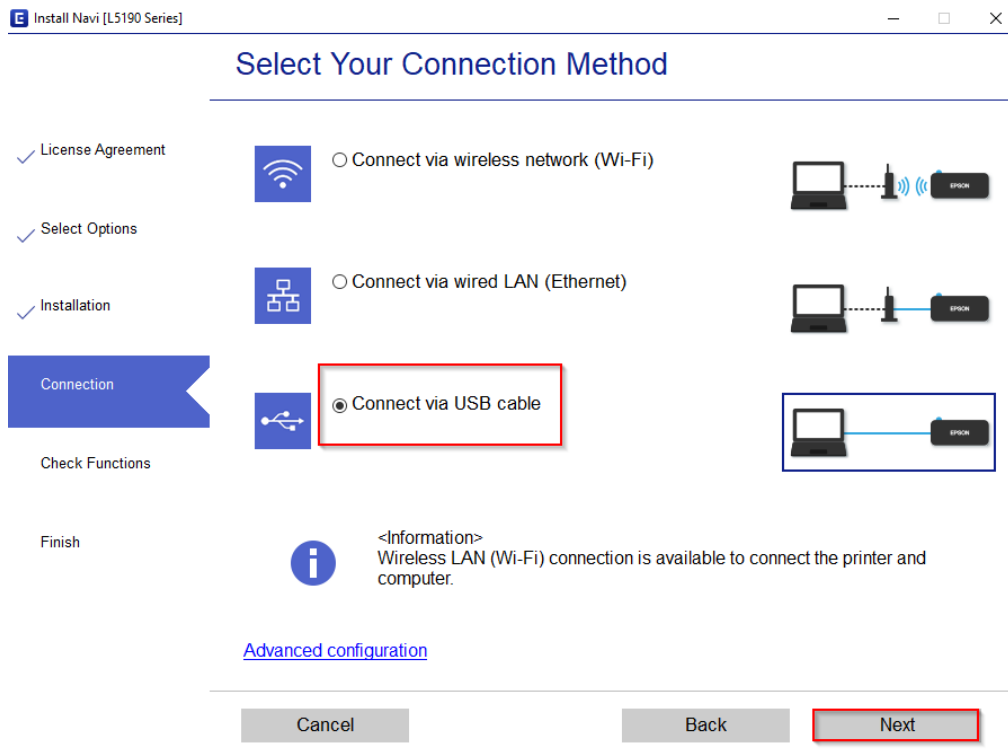 E Install Navi [L5190 Series]
Select Your Connection Method
License Agreement
Select Options
Installation
Connection
Check Functions
Finish
Connect via wireless network (Wi-Fi)
EPSON
Connect via wired LAN (Ethernet)
EPSON
Connect via USB cable
EPSON
<Information>
Wireless LAN (Wi-Fi) connection is available to connect the printer and
computer.
Advanced configuration
Cancel
Back
Next